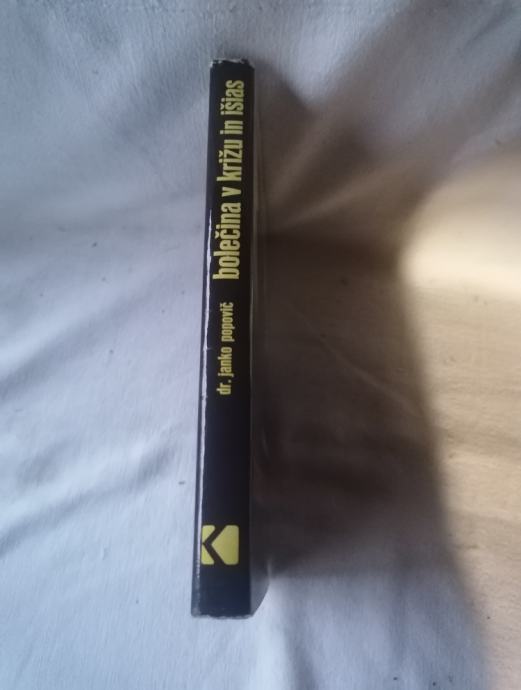 dr. janko popovič bolečina v križu in išias
K